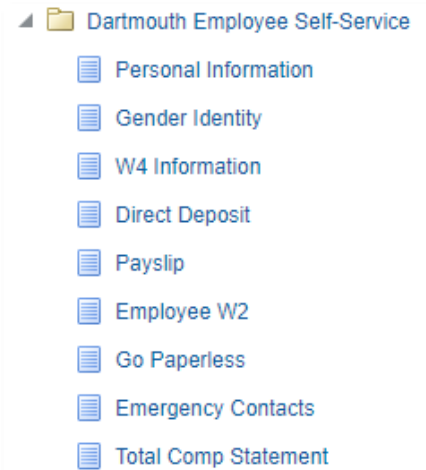 Dartmouth Employee Self-Service
Personal Information
Gender Identity
W4 Information
Direct Deposit
Payslip
Employee W2
Go Paperless
Emergency Contacts
Total Comp Statement